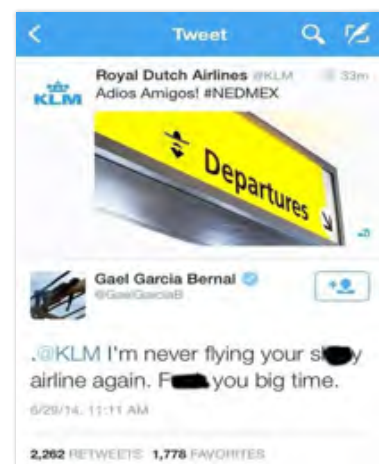 Tweet
Royal Dutch Airlines @KLM 33m
Adios Amigos! #NEDMEX
KLM
Departures
Gael Garcia Bernal
@GaelGarciaB
.@KLM I'm never flying your s y
airline again. F you big time.
6/29/14, 11:11 AM
2,262 RETWEETS 1,778 FAVORITES